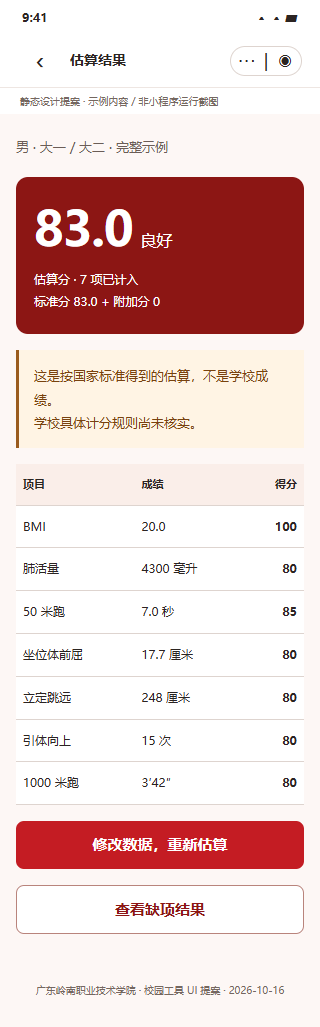 9:41
‹ 估算结果
静态设计提案 · 示例内容 / 非小程序运行截图
男 · 大一 / 大二 · 完整示例
83.0 良好
估算分 · 7 项已计入
标准分 83.0 + 附加分 0
这是按国家标准得到的估算，不是学校成
绩。
学校具体计分规则尚未核实。
项目 成绩 得分
BMI 20.0 100
肺活量 4300 毫升 80
50 米跑 7.0 秒 85
坐位体前屈 17.7 厘米 80
立定跳远 248 厘米 80
引体向上 15 次 80
1000 米跑 3′42″ 80
修改数据，重新估算
查看缺项结果
广东岭南职业技术学院 · 校园工具 UI 提案 · 2026-10-16